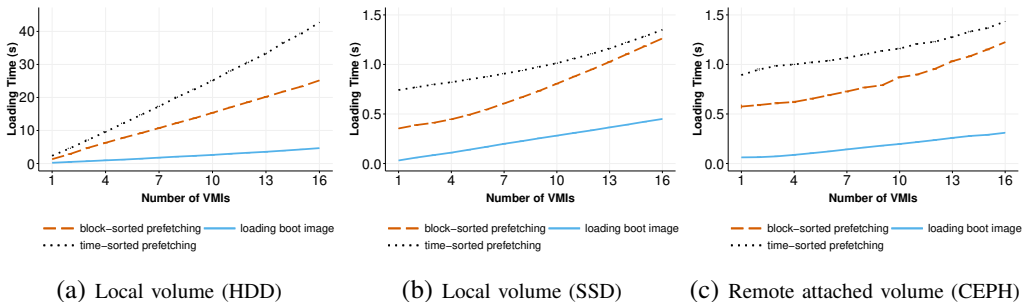 Loading Time (s)
40
30
20
10
0
1 4 7 10 13 16
Number of VMIs
block-sorted prefetching loading boot image
time-sorted prefetching
(a) Local volume (HDD)
Loading Time (s)
1.5
1.0
0.5
0.0
1 4 7 10 13 16
Number of VMIs
block-sorted prefetching loading boot image
time-sorted prefetching
(b) Local volume (SSD)
Loading Time (s)
1.5
1.0
0.5
0.0
1 4 7 10 13 16
Number of VMIs
block-sorted prefetching loading boot image
time-sorted prefetching
(c) Remote attached volume (CEPH)